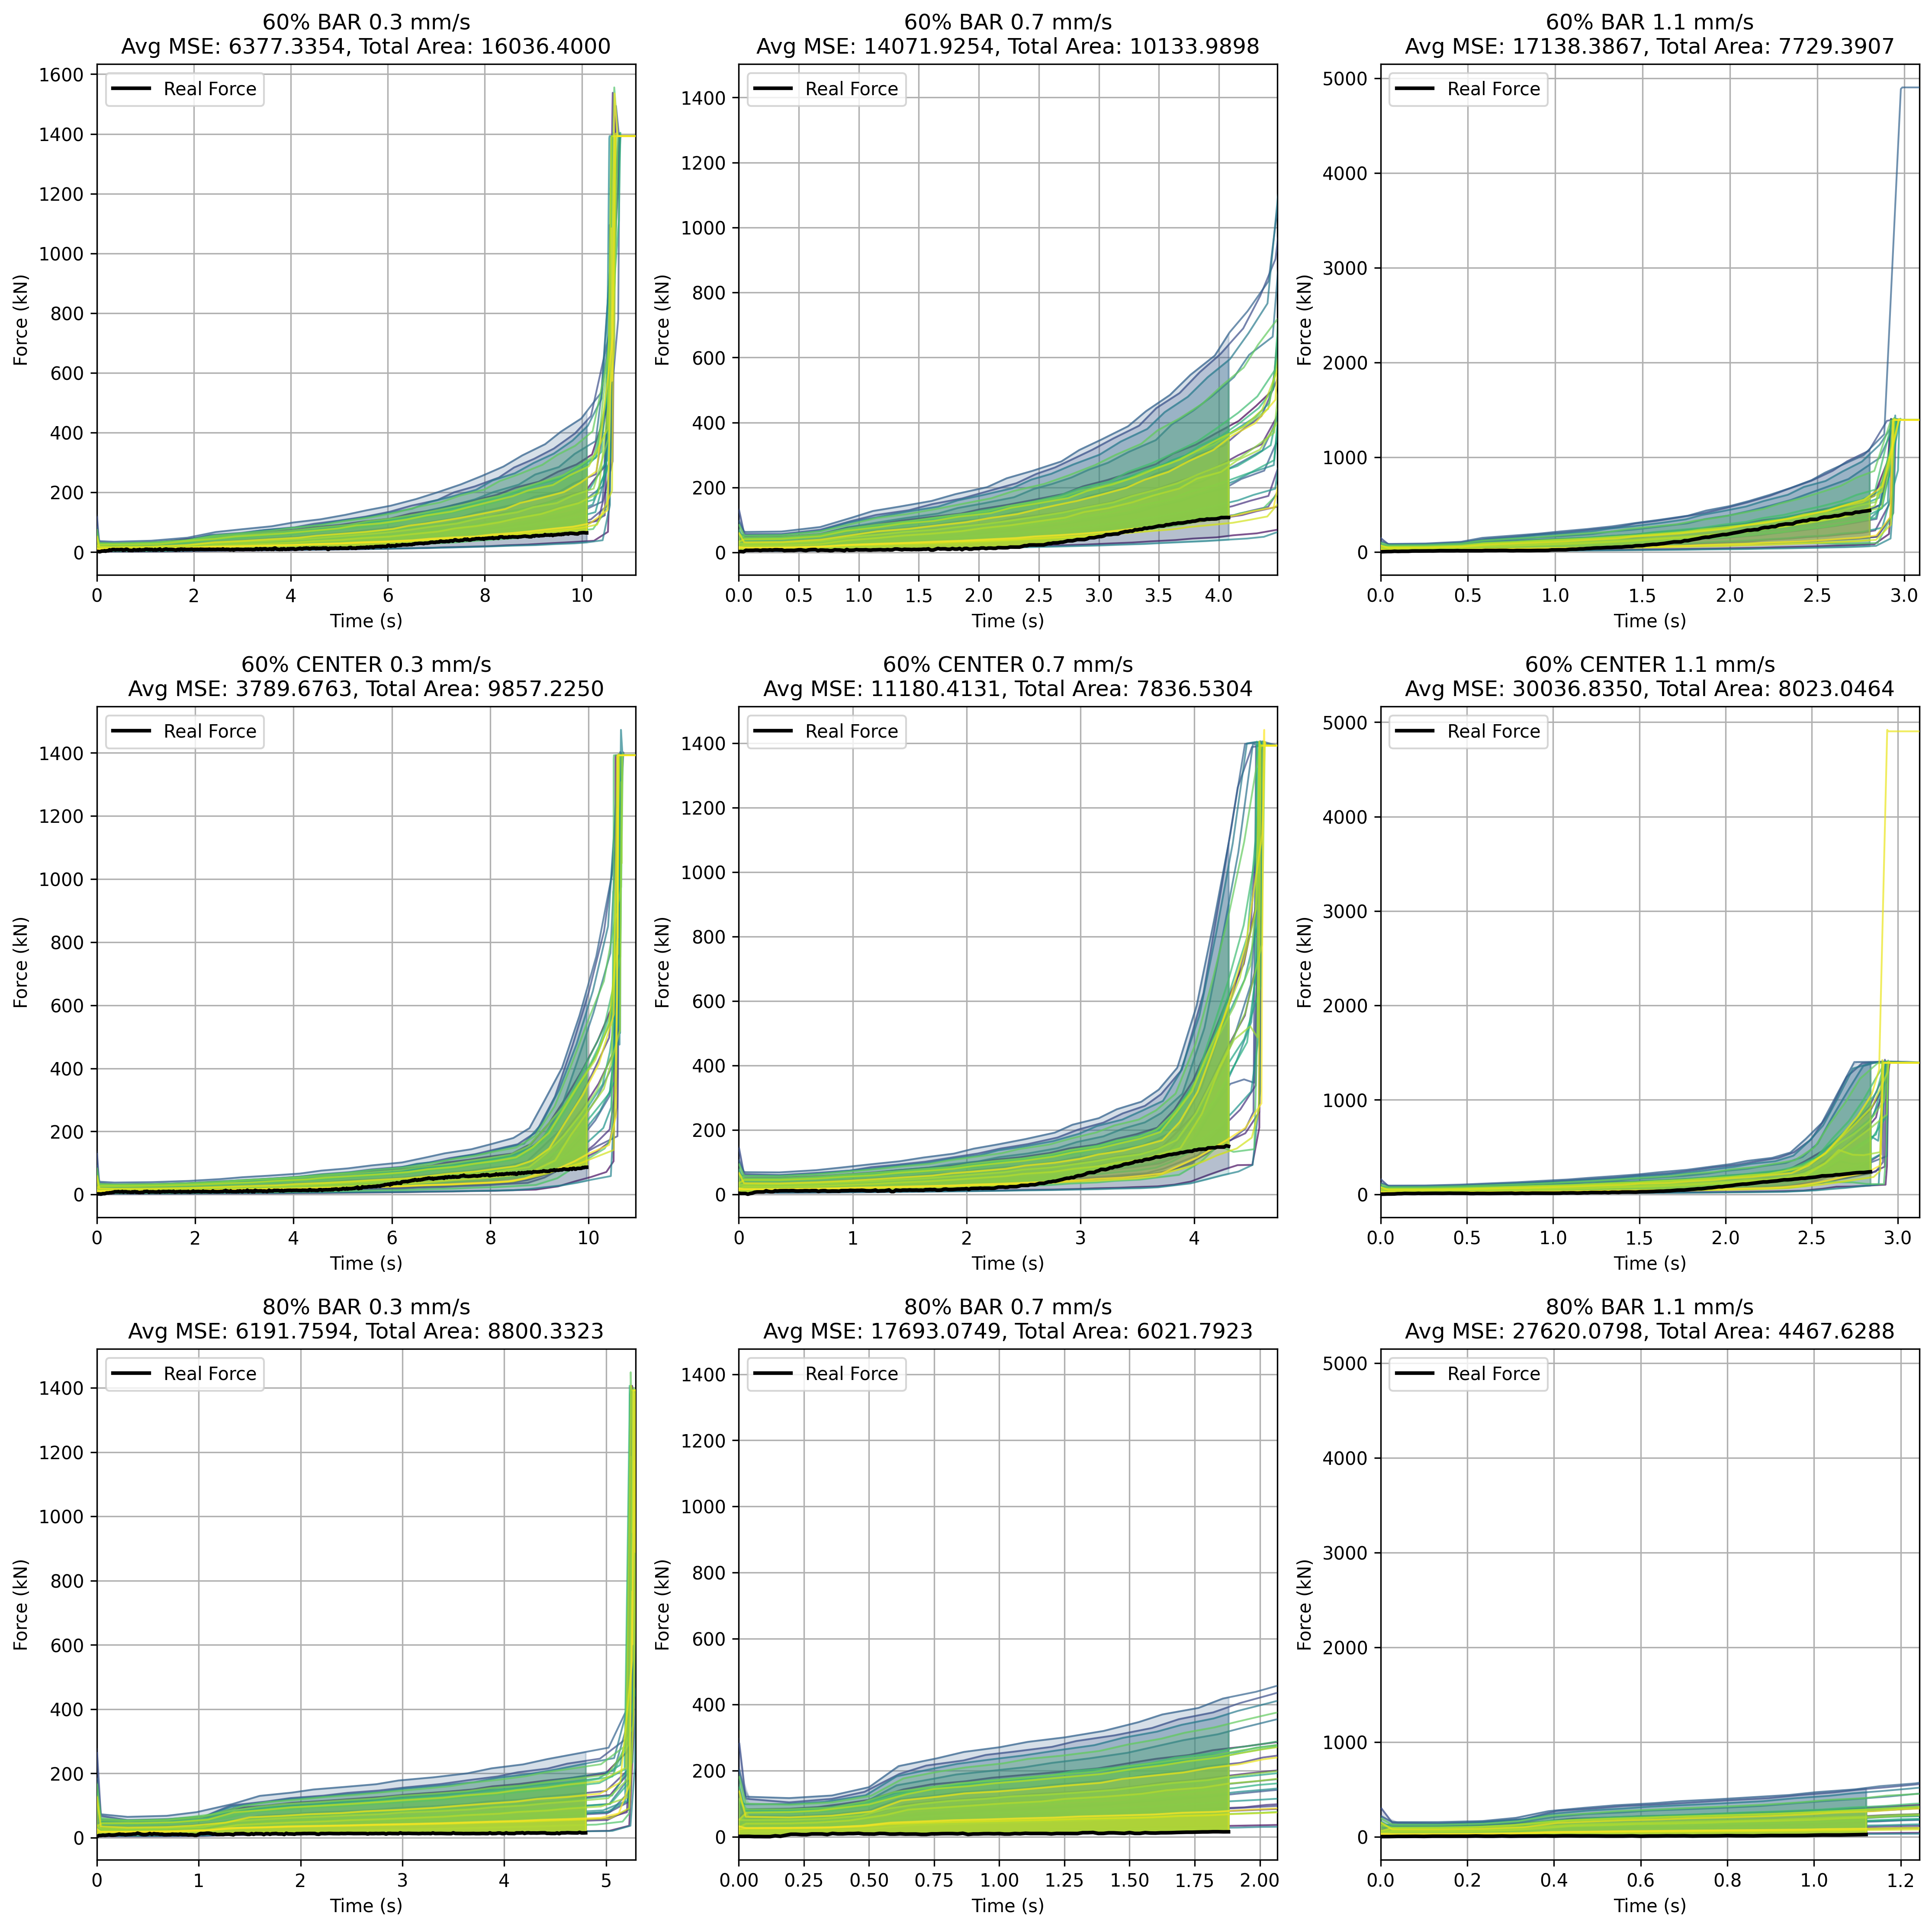 60% BAR 0.3 mm/s
Avg MSE: 6377.3354, Total Area: 16036.4000
Real Force
1600
1400
1200
1000
800
600
400
200
0
Force (kN)
0 2 4 6 8 10
Time (s)
60% BAR 0.7 mm/s
Avg MSE: 14071.9254, Total Area: 10133.9898
Real Force
1400
1200
1000
800
600
400
200
0
Force (kN)
0.0 0.5 1.0 1.5 2.0 2.5 3.0 3.5 4.0
Time (s)
60% BAR 1.1 mm/s
Avg MSE: 17138.3867, Total Area: 7729.3907
Real Force
5000
4000
3000
2000
1000
0
Force (kN)
0.0 0.5 1.0 1.5 2.0 2.5 3.0
Time (s)
60% CENTER 0.3 mm/s
Avg MSE: 3789.6763, Total Area: 9857.2250
Real Force
1400
1200
1000
800
600
400
200
0
Force (kN)
0 2 4 6 8 10
Time (s)
60% CENTER 0.7 mm/s
Avg MSE: 11180.4131, Total Area: 7836.5304
Real Force
1400
1200
1000
800
600
400
200
0
Force (kN)
0 1 2 3 4
Time (s)
60% CENTER 1.1 mm/s
Avg MSE: 30036.8350, Total Area: 8023.0464
Real Force
5000
4000
3000
2000
1000
0
Force (kN)
0.0 0.5 1.0 1.5 2.0 2.5 3.0
Time (s)
80% BAR 0.3 mm/s
Avg MSE: 6191.7594, Total Area: 8800.3323
Real Force
1400
1200
1000
800
600
400
200
0
Force (kN)
0 1 2 3 4 5
Time (s)
80% BAR 0.7 mm/s
Avg MSE: 17693.0749, Total Area: 6021.7923
Real Force
1400
1200
1000
800
600
400
200
0
Force (kN)
0.00 0.25 0.50 0.75 1.00 1.25 1.50 1.75 2.00
Time (s)
80% BAR 1.1 mm/s
Avg MSE: 27620.0798, Total Area: 4467.6288
Real Force
5000
4000
3000
2000
1000
0
Force (kN)
0.0 0.2 0.4 0.6 0.8 1.0 1.2
Time (s)